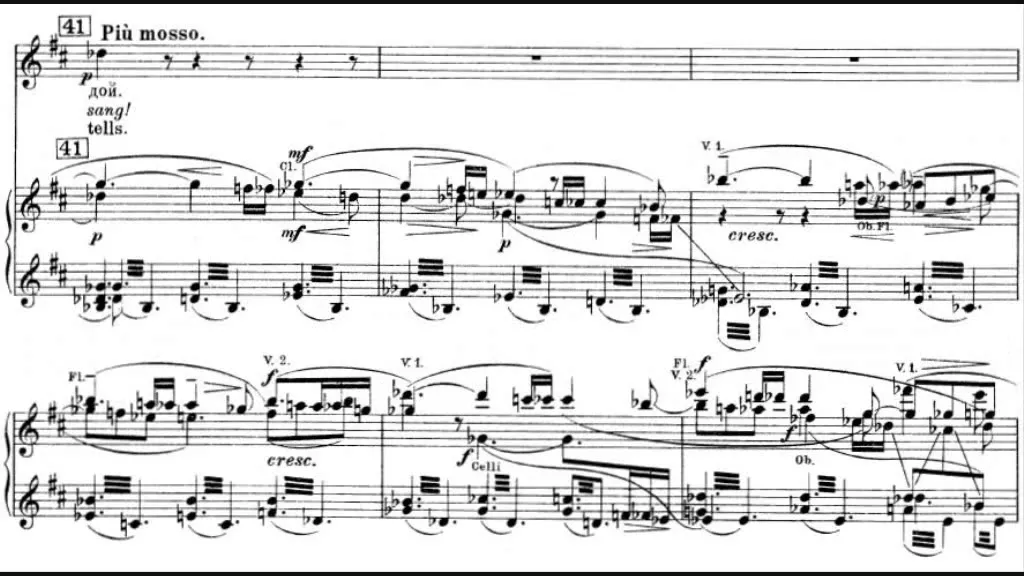 41 Più mosso.
p
дой.
sang!
tells.
41
Cl. mf
p mf p
V. 1.
p
cresc. Ob. Fl.
Fl. V. 2. f V. 1. Fl. V. 2. f V. 1.
cresc. f Celli f Ob.